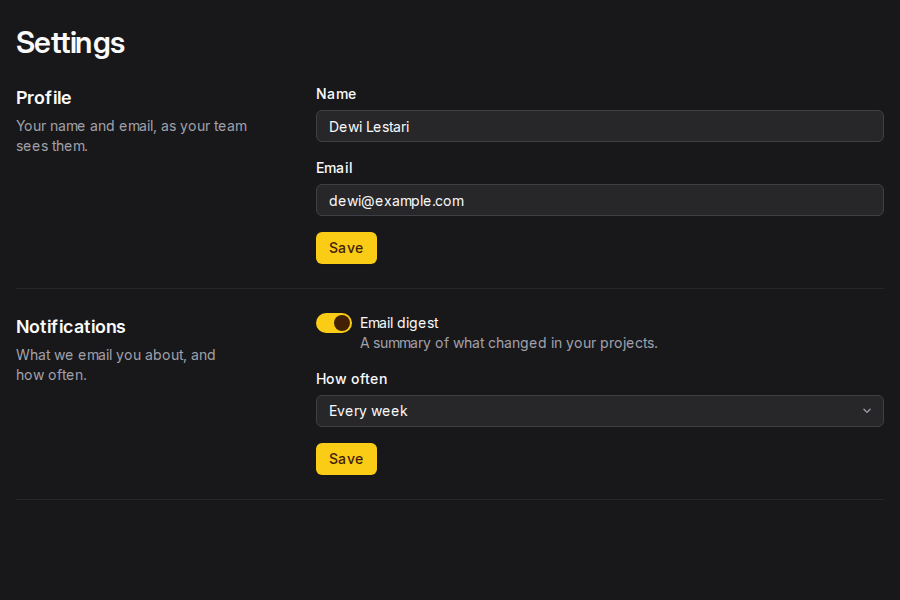 Settings
Profile
Your name and email, as your team
sees them.
Name
Dewi Lestari
Email
dewi@example.com
Save
Notifications
What we email you about, and
how often.
Email digest
A summary of what changed in your projects.
How often
Every week
Save